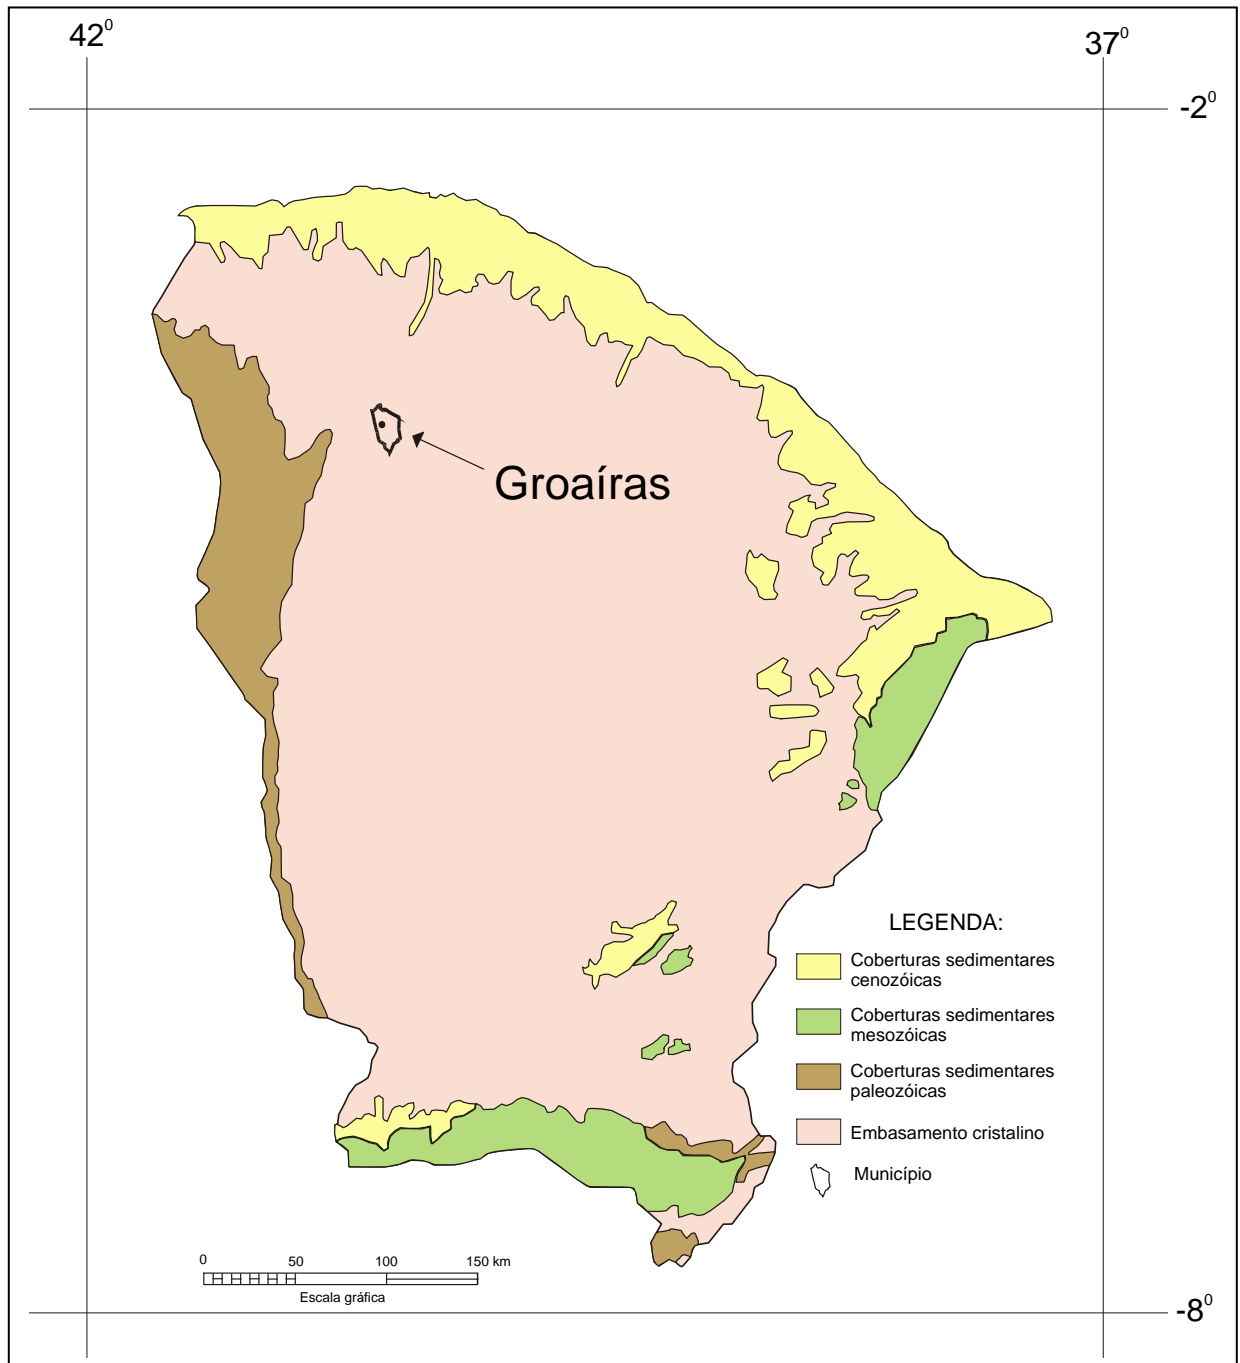 42⁰
37⁰
-2⁰
Groaíras
LEGENDA:
Coberturas sedimentares
cenozóicas
Coberturas sedimentares
mesozóicas
Coberturas sedimentares
paleozóicas
Embasamento cristalino
Município
0 50 100 150 km
Escala gráfica
-8⁰